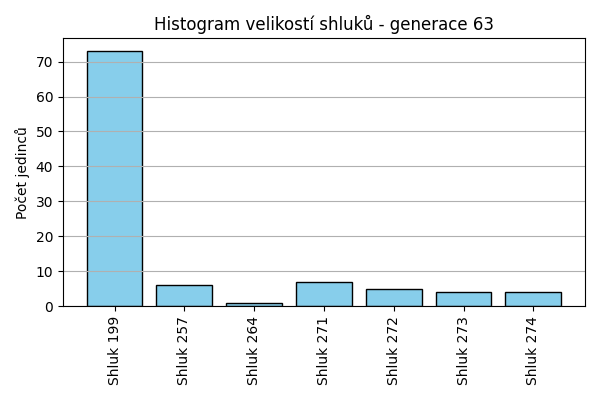 Histogram velikostí shluků - generace 63
Počet jedinců
70
60
50
40
30
20
10
0
Shluk 199
Shluk 257
Shluk 264
Shluk 271
Shluk 272
Shluk 273
Shluk 274